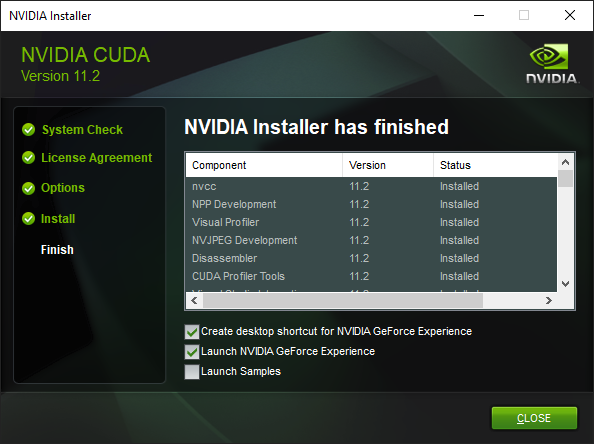 NVIDIA Installer
NVIDIA CUDA
Version 11.2
NVIDIA.
System Check
License Agreement
Options
Install
Finish
NVIDIA Installer has finished
Component Version Status
nvcc 11.2 Installed
NPP Development 11.2 Installed
Visual Profiler 11.2 Installed
NVJPEG Development 11.2 Installed
Disassembler 11.2 Installed
CUDA Profiler Tools 11.2 Installed
Create desktop shortcut for NVIDIA GeForce Experience
Launch NVIDIA GeForce Experience
Launch Samples
CLOSE